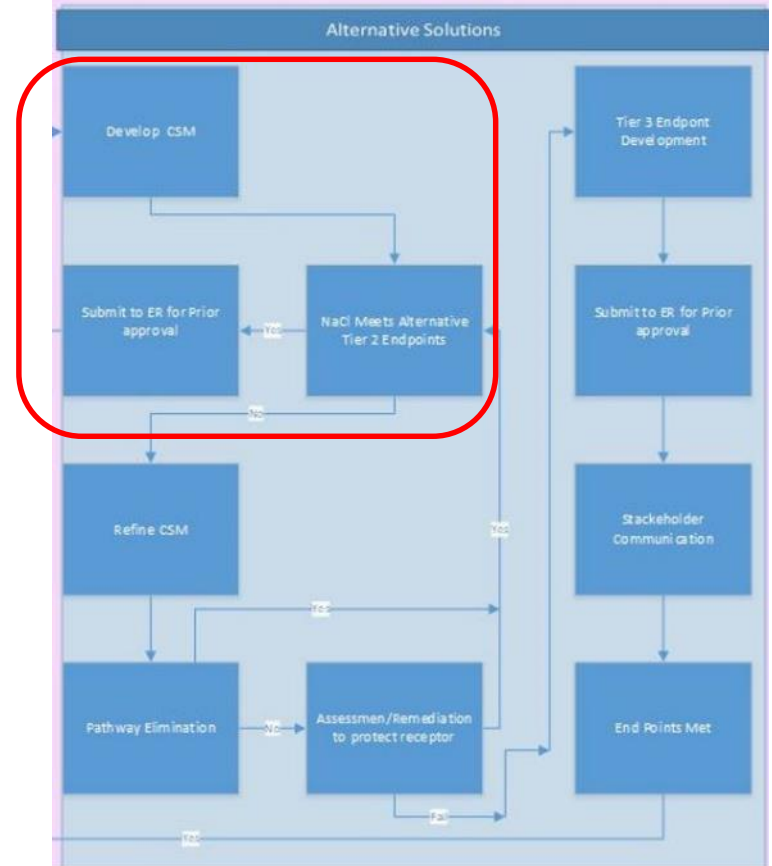 Alternative Solutions
Develop CSM
Tier 3 Endpont
Development
Submit to ER for Prior
approval
Yes
NaCl Meets Alternative
Tier 2 Endpoints
Submit to ER for Prior
approval
No
Refine CSM
Yes
Stackeholder
Communication
Yes
Pathway Elimination
No
Assessmen/Remediation
to protect receptor
End Points Met
Fail
Yes